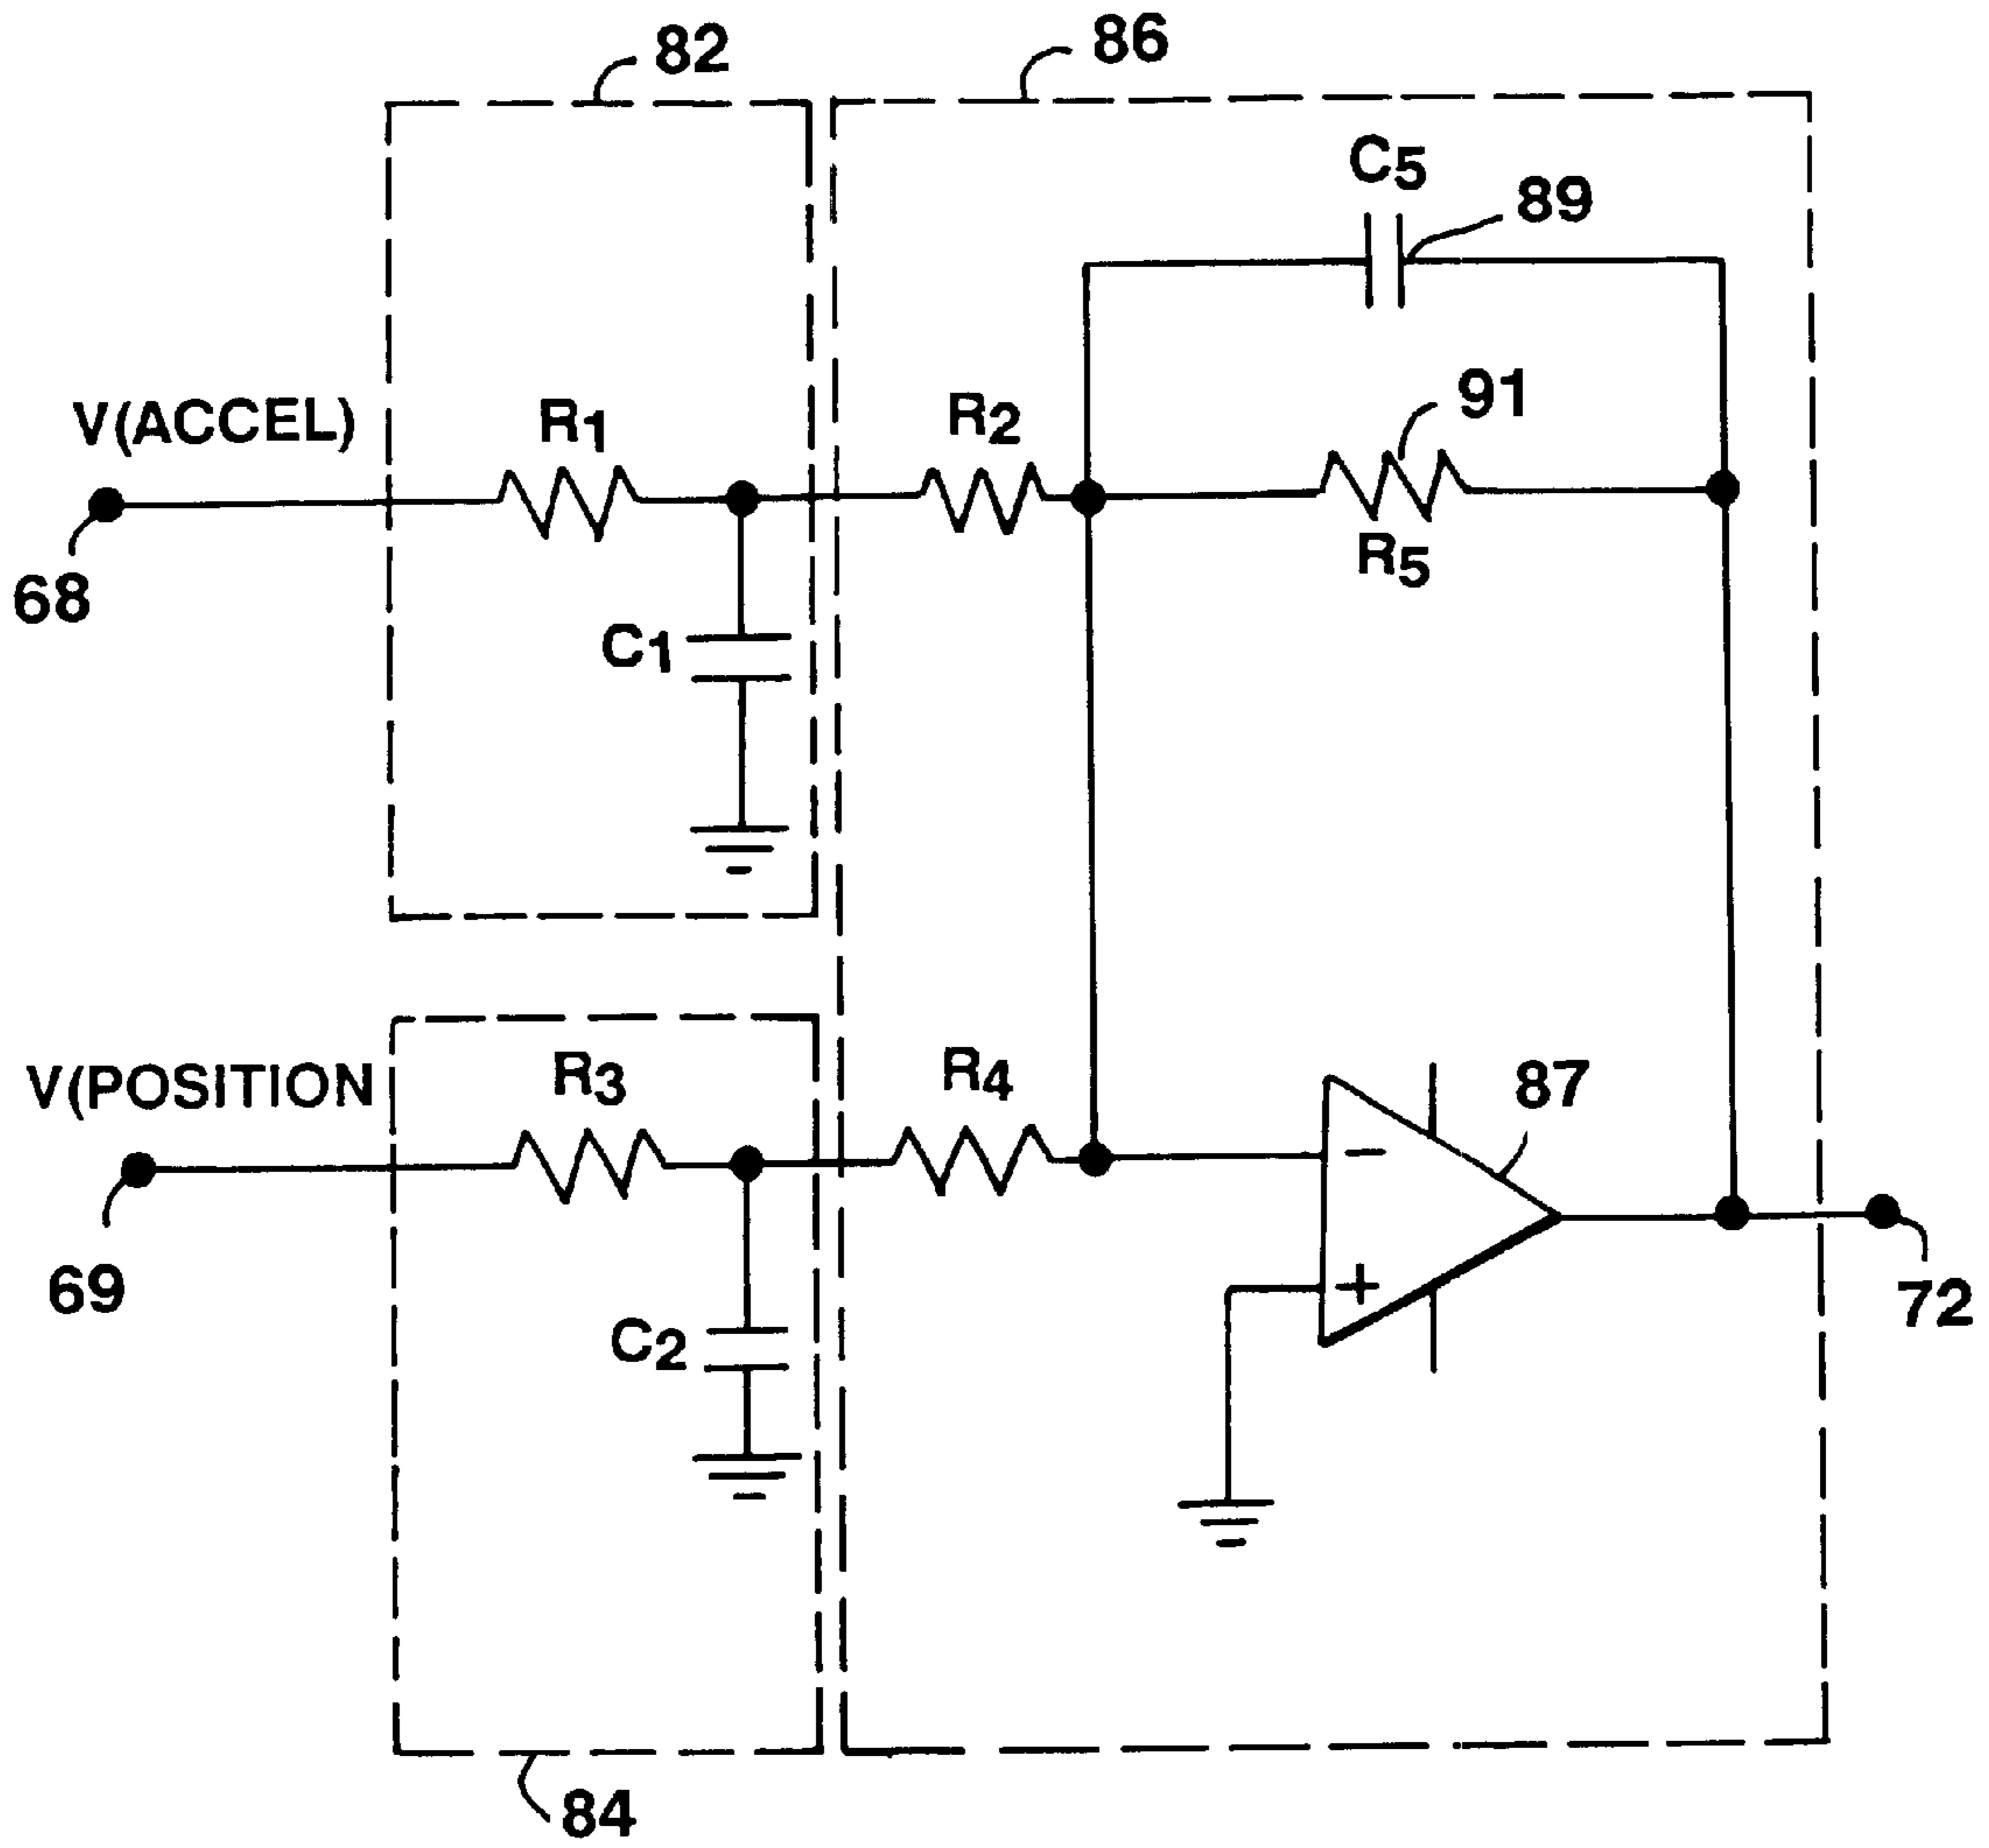 82
86
C5
89
V(ACCEL)
R1
R2
91
68
R5
C1
V(POSITION
R3
R4
87
69
C2
72
84
-
+